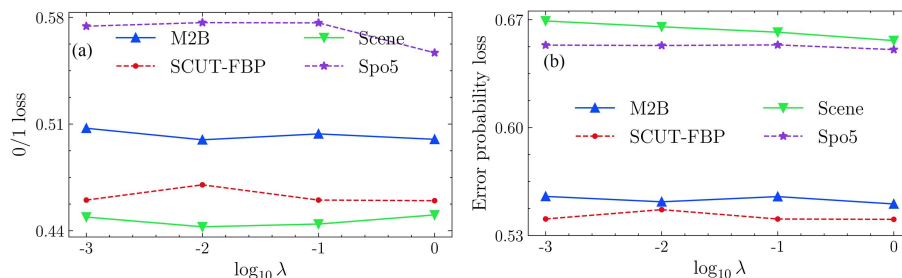 0.58
0.51
0.44
0/1 loss
(a)
M2B
SCUT-FBP
Scene
Spo5
-3
-2
-1
0
log10 λ
0.67
0.60
0.53
Error probability loss
(b)
M2B
SCUT-FBP
Scene
Spo5
-3
-2
-1
0
log10 λ